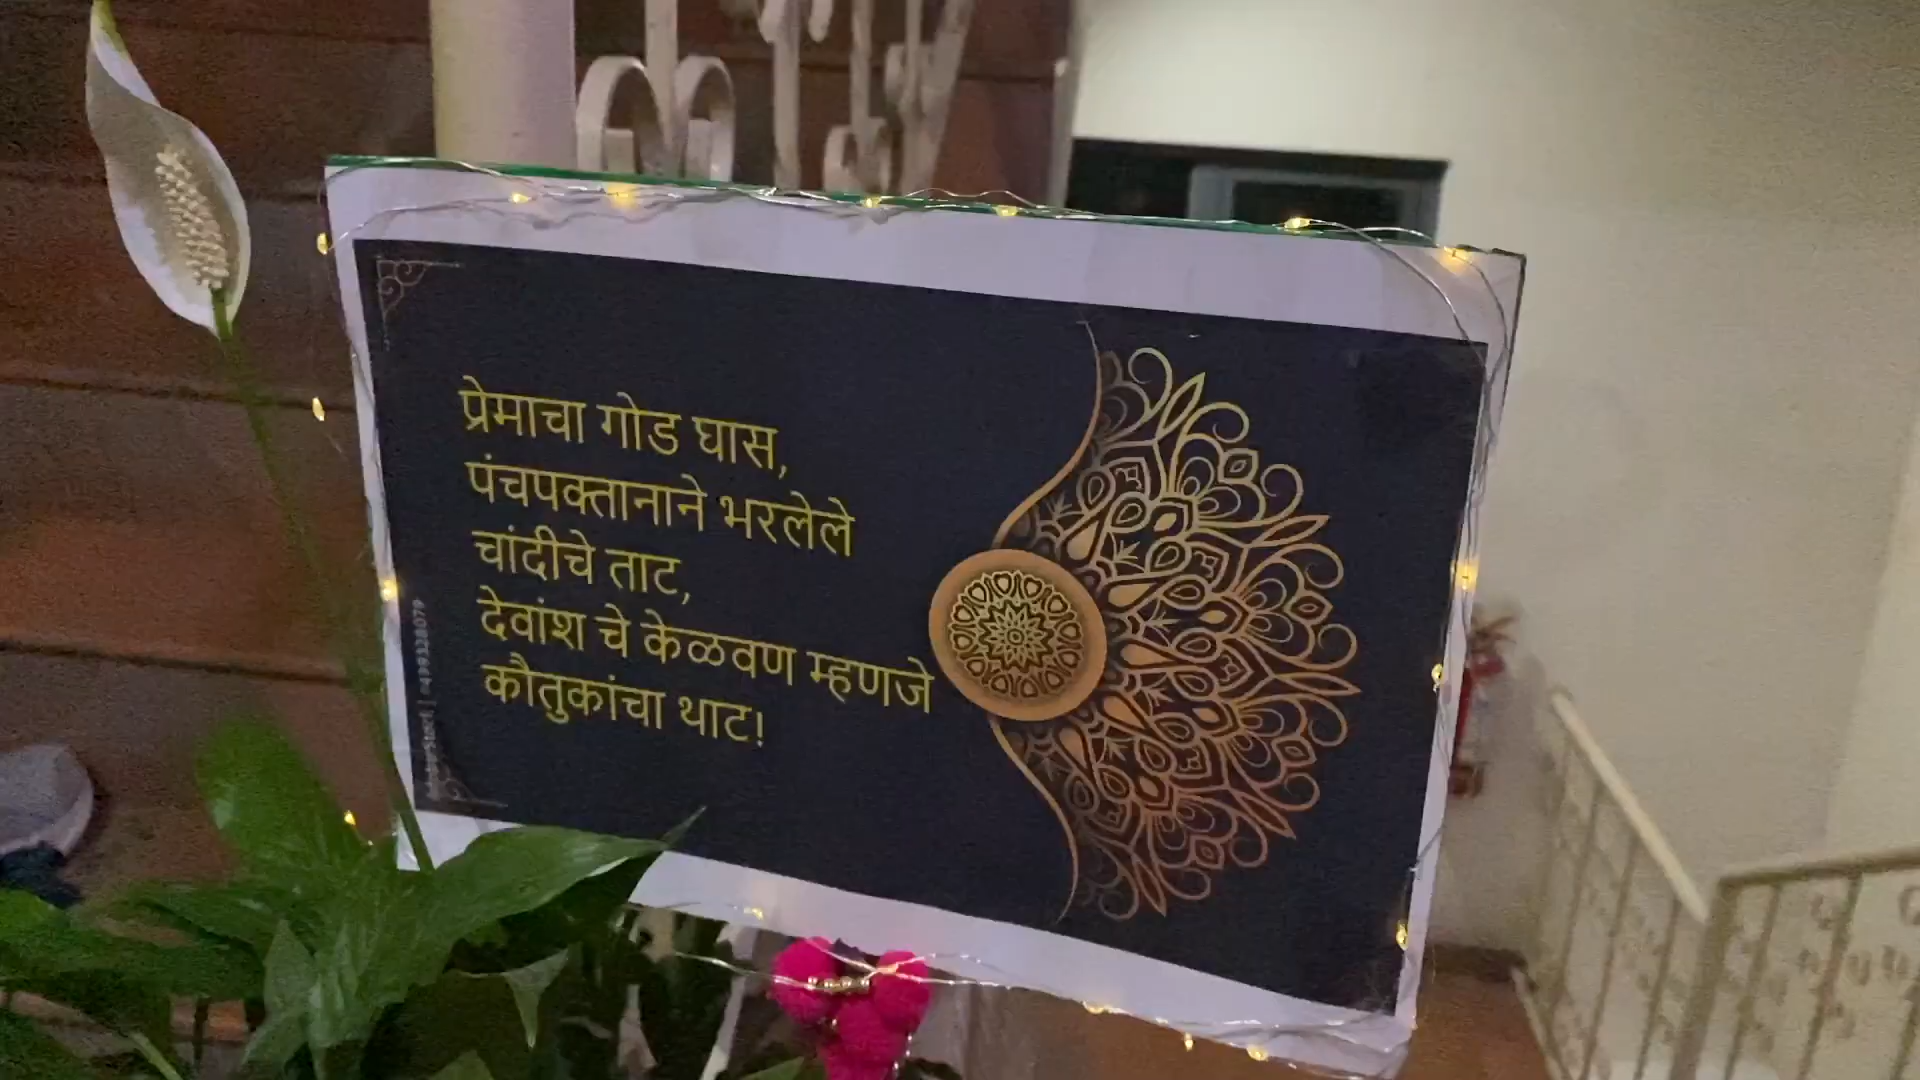 प्रेमाचा गोड घास,
पंचपक्तानाने भरलेले
चांदीचे ताट,
देवांश चे केळवण म्हणजे
कौतुकांचा थाट!